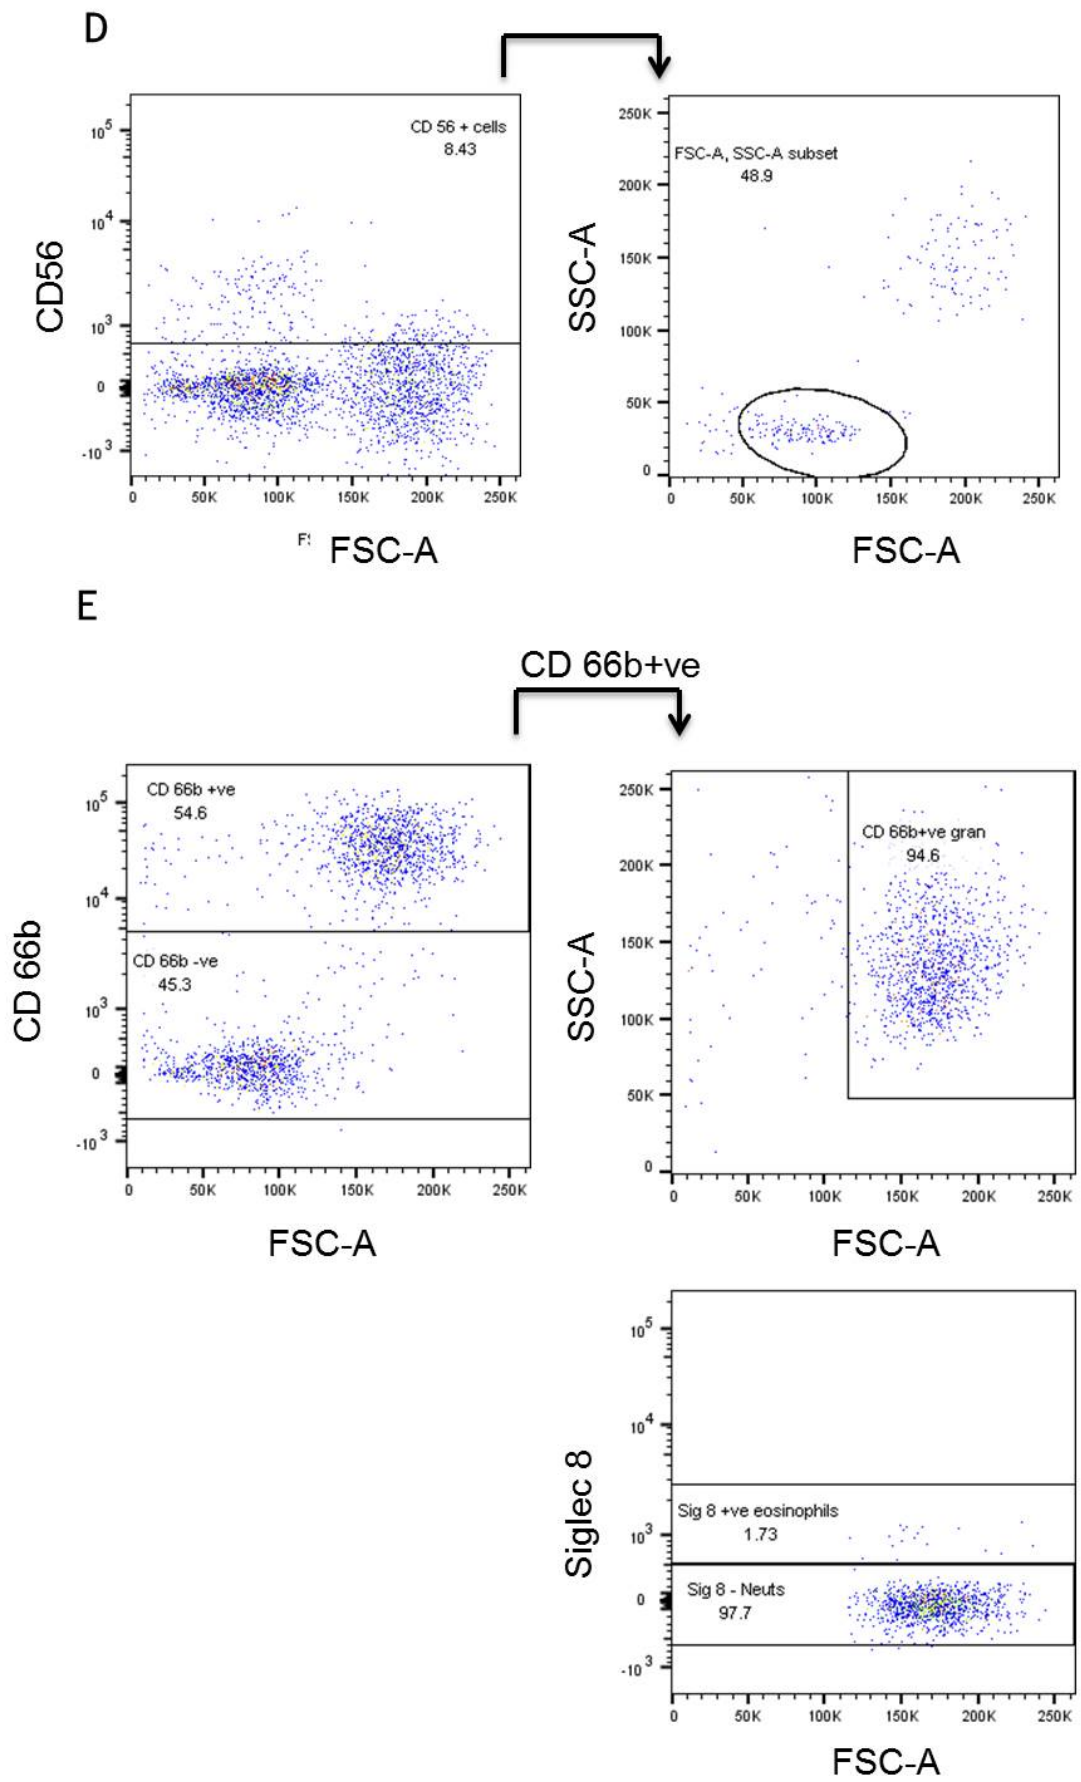 D
CD 56 + cells
8.43
10^5
10^4
10^3
0
-10^3
CD56
0 50K 100K 150K 200K 250K
FSC-A
FSC-A, SSC-A subset
48.9
250K
200K
150K
100K
50K
0
SSC-A
0 50K 100K 150K 200K 250K
FSC-A
E
CD 66b+ve
CD 66b +ve
54.6
CD 66b -ve
45.3
10^5
10^4
10^3
0
-10^3
CD 66b
0 50K 100K 150K 200K 250K
FSC-A
CD 66b+ve gran
94.6
250K
200K
150K
100K
50K
0
SSC-A
0 50K 100K 150K 200K 250K
FSC-A
10^5
10^4
10^3
0
-10^3
Siglec 8
Sig 8 +ve eosinophils
1.73
Sig 8 - Neuts
97.7
0 50K 100K 150K 200K 250K
FSC-A